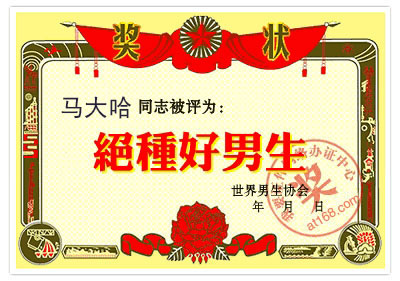 奖 状
马大哈 同志被评为：
絕種好男生
世界男生协会
年 月 日
办证中心
奖
at168.com